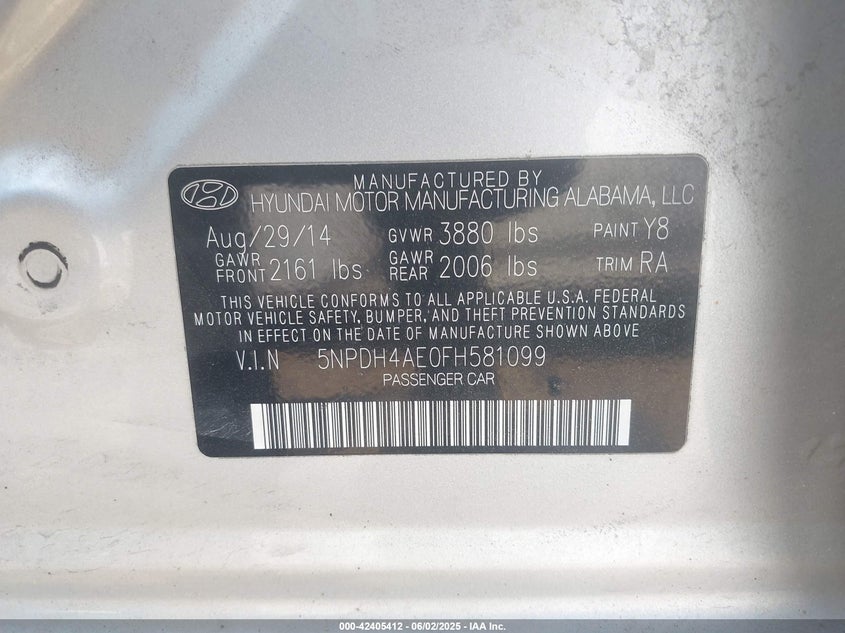 MANUFACTURED BY
HYUNDAI MOTOR MANUFACTURING ALABAMA, LLC
Aug/29/14 GVWR 3880 lbs PAINT Y8
GAWR FRONT 2161 lbs GAWR REAR 2006 lbs TRIM RA
THIS VEHICLE CONFORMS TO ALL APPLICABLE U.S.A. FEDERAL
MOTOR VEHICLE SAFETY, BUMPER, AND THEFT PREVENTION STANDARDS
IN EFFECT ON THE DATE OF MANUFACTURE SHOWN ABOVE
V.I.N 5NPDH4AE0FH581099
PASSENGER CAR
000-42405412 - 06/02/2025 - IAA Inc.